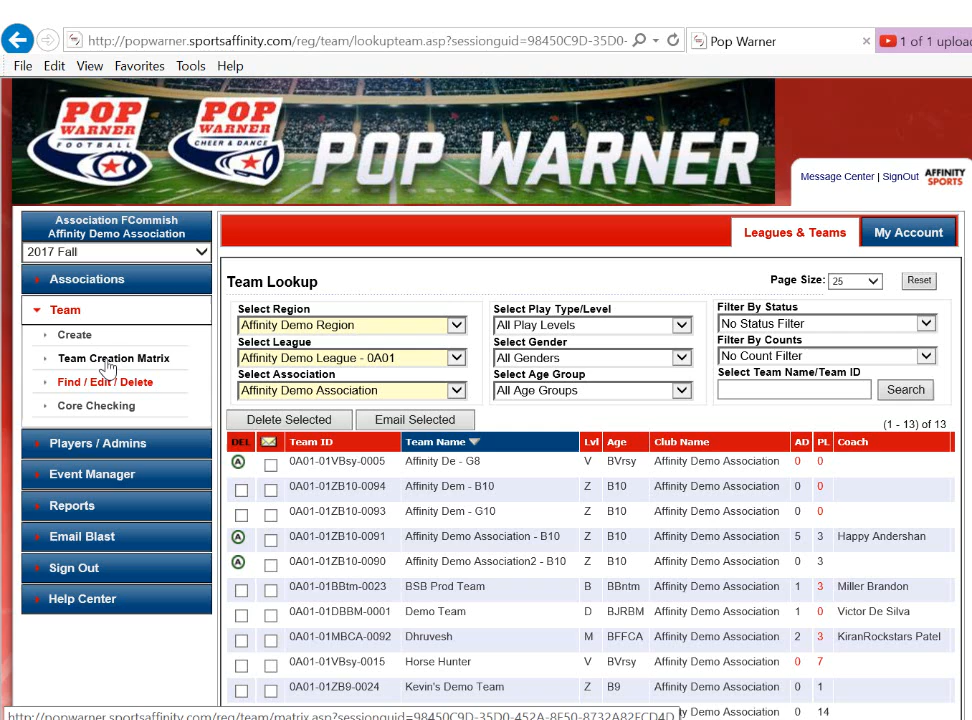 http://popwarner.sportsaffinity.com/reg/team/lookupteam.asp?sessionguid=98450C9D-35D0-
Pop Warner
1 of 1 upload
File Edit View Favorites Tools Help
POP WARNER FOOTBALL
POP WARNER CHEER & DANCE
POP WARNER
Message Center | SignOut AFFINITY SPORTS
Association FCommish
Affinity Demo Association
2017 Fall
Leagues & Teams My Account
Associations
Team
Create
Team Creation Matrix
Find / Edit / Delete
Core Checking
Players / Admins
Event Manager
Reports
Email Blast
Sign Out
Help Center
Team Lookup Page Size: 25 Reset
Select Region
Affinity Demo Region
Select League
Affinity Demo League - 0A01
Select Association
Affinity Demo Association
Select Play Type/Level
All Play Levels
Select Gender
All Genders
Select Age Group
All Age Groups
Filter By Status
No Status Filter
Filter By Counts
No Count Filter
Select Team Name/Team ID
Search
Delete Selected Email Selected (1 - 13) of 13
DEL Team ID Team Name Lvl Age Club Name AD PL Coach
A 0A01-01VBsy-0005 Affinity De - G8 V BVrsy Affinity Demo Association 0 0
0A01-01ZB10-0094 Affinity Dem - B10 Z B10 Affinity Demo Association 0 0
0A01-01ZB10-0093 Affinity Dem - G10 Z B10 Affinity Demo Association 0 0
A 0A01-01ZB10-0091 Affinity Demo Association - B10 Z B10 Affinity Demo Association 5 3 Happy Andershan
A 0A01-01ZB10-0090 Affinity Demo Association2 - B10 Z B10 Affinity Demo Association 0 3
0A01-01BBtm-0023 BSB Prod Team B BBntm Affinity Demo Association 1 3 Miller Brandon
0A01-01DBBM-0001 Demo Team D BJRBM Affinity Demo Association 1 0 Victor De Silva
0A01-01MBCA-0092 Dhruvesh M BFFCA Affinity Demo Association 2 3 KiranRockstars Patel
0A01-01VBsy-0015 Horse Hunter V BVrsy Affinity Demo Association 0 7
0A01-01ZB9-0024 Kevin's Demo Team Z B9 Affinity Demo Association 0 1
Demo Association 0 14
http://popwarner.sportsaffinity.com/reg/team/matrix.asp?sessionguid=98450C9D-35D0-452A-8F50-8732A82FCD4D